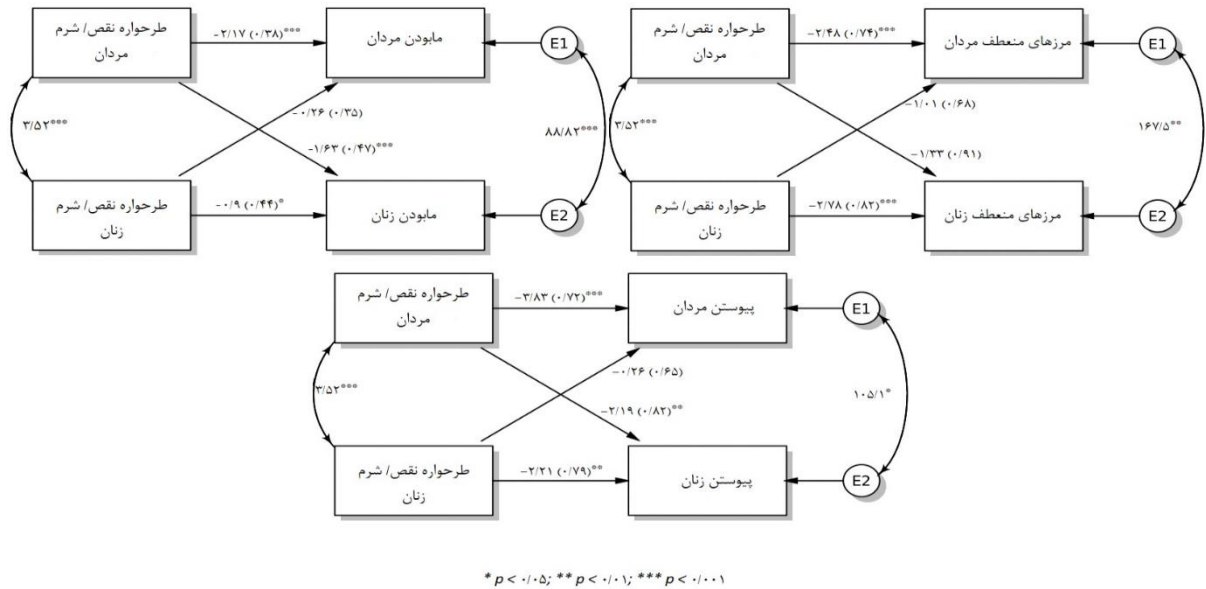 طرحواره نقص/ شرم
مردان
-۲/۱۷ (۰/۳۸)***
مابودن مردان
E1
۳/۵۲***
-۰/۲۶ (۰/۳۵)
-۱/۶۳ (۰/۴۷)***
۸۸/۸۲***
طرحواره نقص/ شرم
زنان
-۰/۹ (۰/۴۴)*
مابودن زنان
E2
طرحواره نقص/ شرم
مردان
-۲/۴۸ (۰/۷۴)***
مرزهای منعطف مردان
E1
۳/۵۲***
-۱/۰۱ (۰/۶۸)
-۱/۳۳ (۰/۹۱)
۱۶۷/۵**
طرحواره نقص/ شرم
زنان
-۲/۷۸ (۰/۸۲)***
مرزهای منعطف زنان
E2
طرحواره نقص/ شرم
مردان
-۳/۸۳ (۰/۷۲)***
پیوستن مردان
E1
۳/۵۲***
-۰/۲۶ (۰/۶۵)
-۲/۱۹ (۰/۸۲)**
۱۰۵/۱*
طرحواره نقص/ شرم
زنان
-۲/۲۱ (۰/۷۹)**
پیوستن زنان
E2
* p < ۰/۰۵; ** p < ۰/۰۱; *** p < ۰/۰۰۱